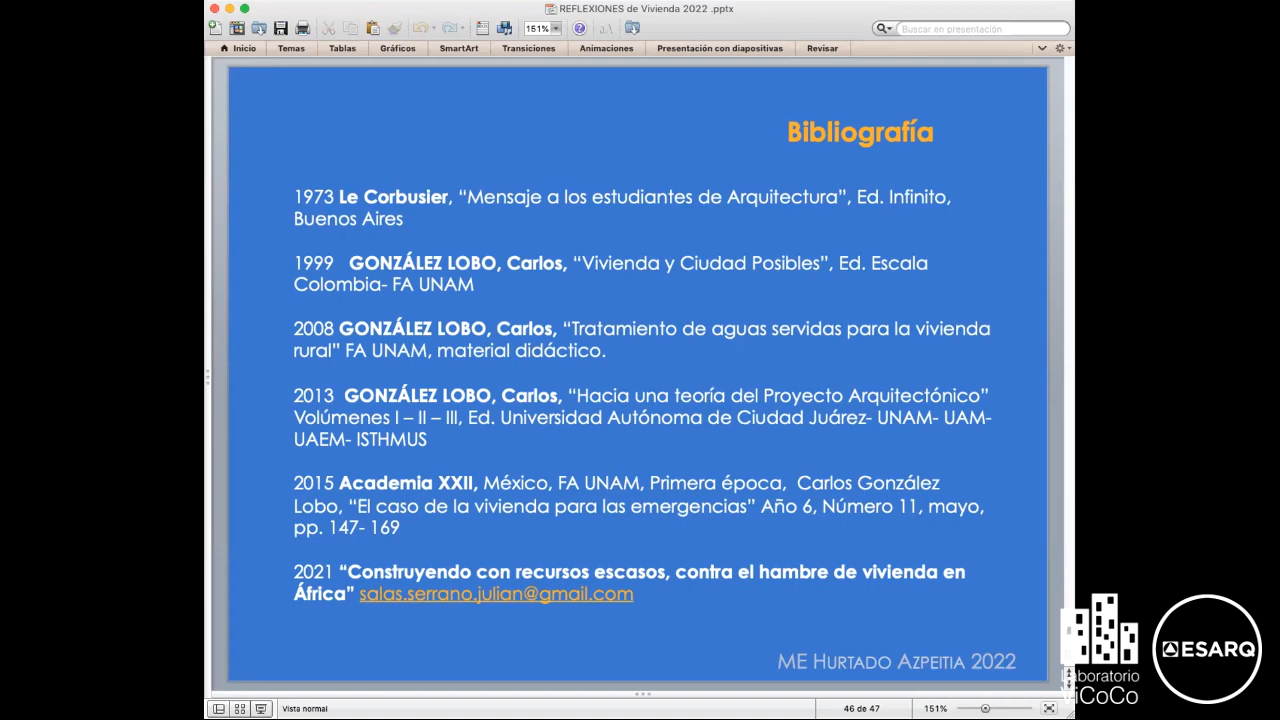 REFLEXIONES de Vivienda 2022 .pptx
151%
Buscar en presentación
Inicio Temas Tablas Gráficos SmartArt Transiciones Animaciones Presentación con diapositivas Revisar
Bibliografía
1973 Le Corbusier, “Mensaje a los estudiantes de Arquitectura”, Ed. Infinito,
Buenos Aires
1999 GONZÁLEZ LOBO, Carlos, “Vivienda y Ciudad Posibles”, Ed. Escala
Colombia- FA UNAM
2008 GONZÁLEZ LOBO, Carlos, “Tratamiento de aguas servidas para la vivienda
rural” FA UNAM, material didáctico.
2013 GONZÁLEZ LOBO, Carlos, “Hacia una teoría del Proyecto Arquitectónico”
Volúmenes I – II – III, Ed. Universidad Autónoma de Ciudad Juárez- UNAM- UAM-
UAEM- ISTHMUS
2015 Academia XXII, México, FA UNAM, Primera época, Carlos González
Lobo, “El caso de la vivienda para las emergencias” Año 6, Número 11, mayo,
pp. 147- 169
2021 “Construyendo con recursos escasos, contra el hambre de vivienda en
África” salas.serrano.julian@gmail.com
ME HURTADO AZPEITIA 2022
Laboratorio
ViCoCo
ESARQ
Vista normal 46 de 47 151%